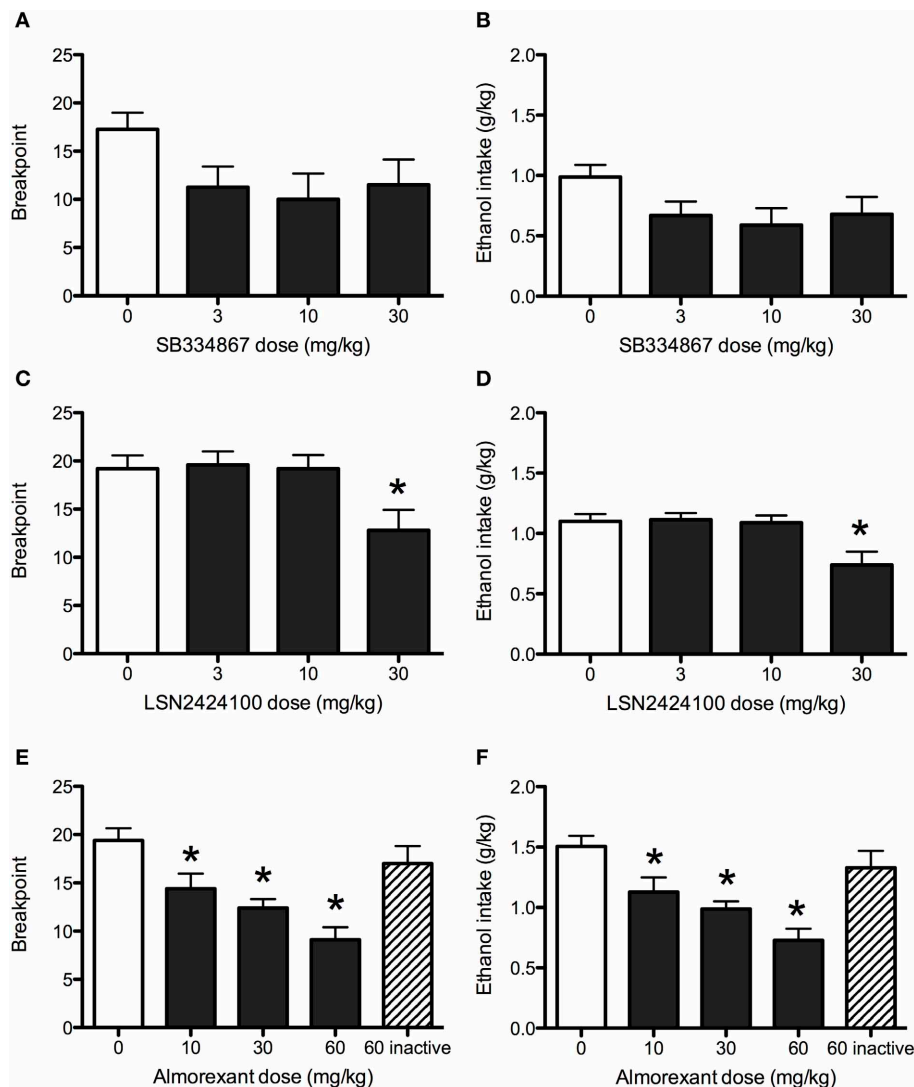 A
B
25
20
15
10
5
0
Breakpoint
0 3 10 30
SB334867 dose (mg/kg)
2.0
1.5
1.0
0.5
0.0
Ethanol intake (g/kg)
0 3 10 30
SB334867 dose (mg/kg)
C
D
25
20
15
10
5
0
Breakpoint
*
0 3 10 30
LSN2424100 dose (mg/kg)
2.0
1.5
1.0
0.5
0.0
Ethanol intake (g/kg)
*
0 3 10 30
LSN2424100 dose (mg/kg)
E
F
25
20
15
10
5
0
Breakpoint
* * *
0 10 30 60 60 inactive
Almorexant dose (mg/kg)
2.0
1.5
1.0
0.5
0.0
Ethanol intake (g/kg)
* * *
0 10 30 60 60 inactive
Almorexant dose (mg/kg)